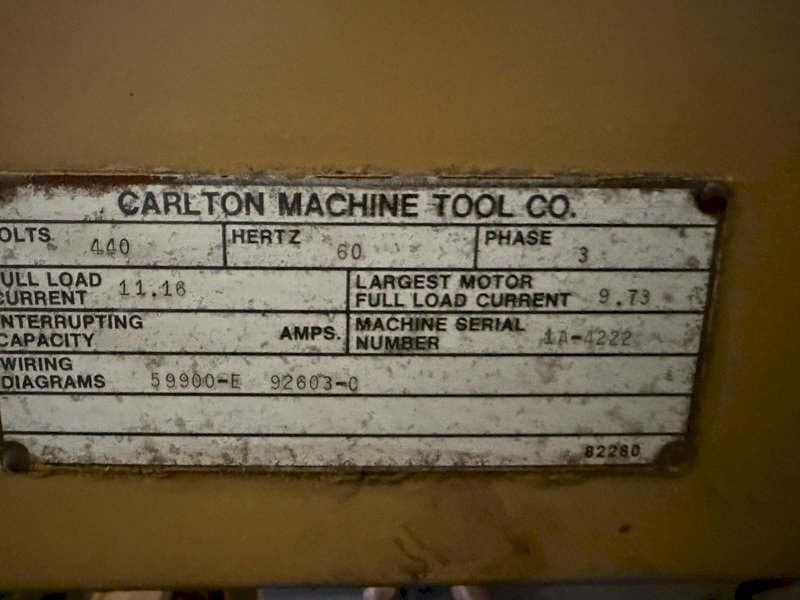 CARLTON MACHINE TOOL CO.
OLTS 440 HERTZ 60 PHASE 3
ULL LOAD CURRENT 11.16 LARGEST MOTOR FULL LOAD CURRENT 9.73
NTERRUPTING CAPACITY AMPS. MACHINE SERIAL NUMBER 1A-4222
WIRING DIAGRAMS 59900-E 92603-C
82280